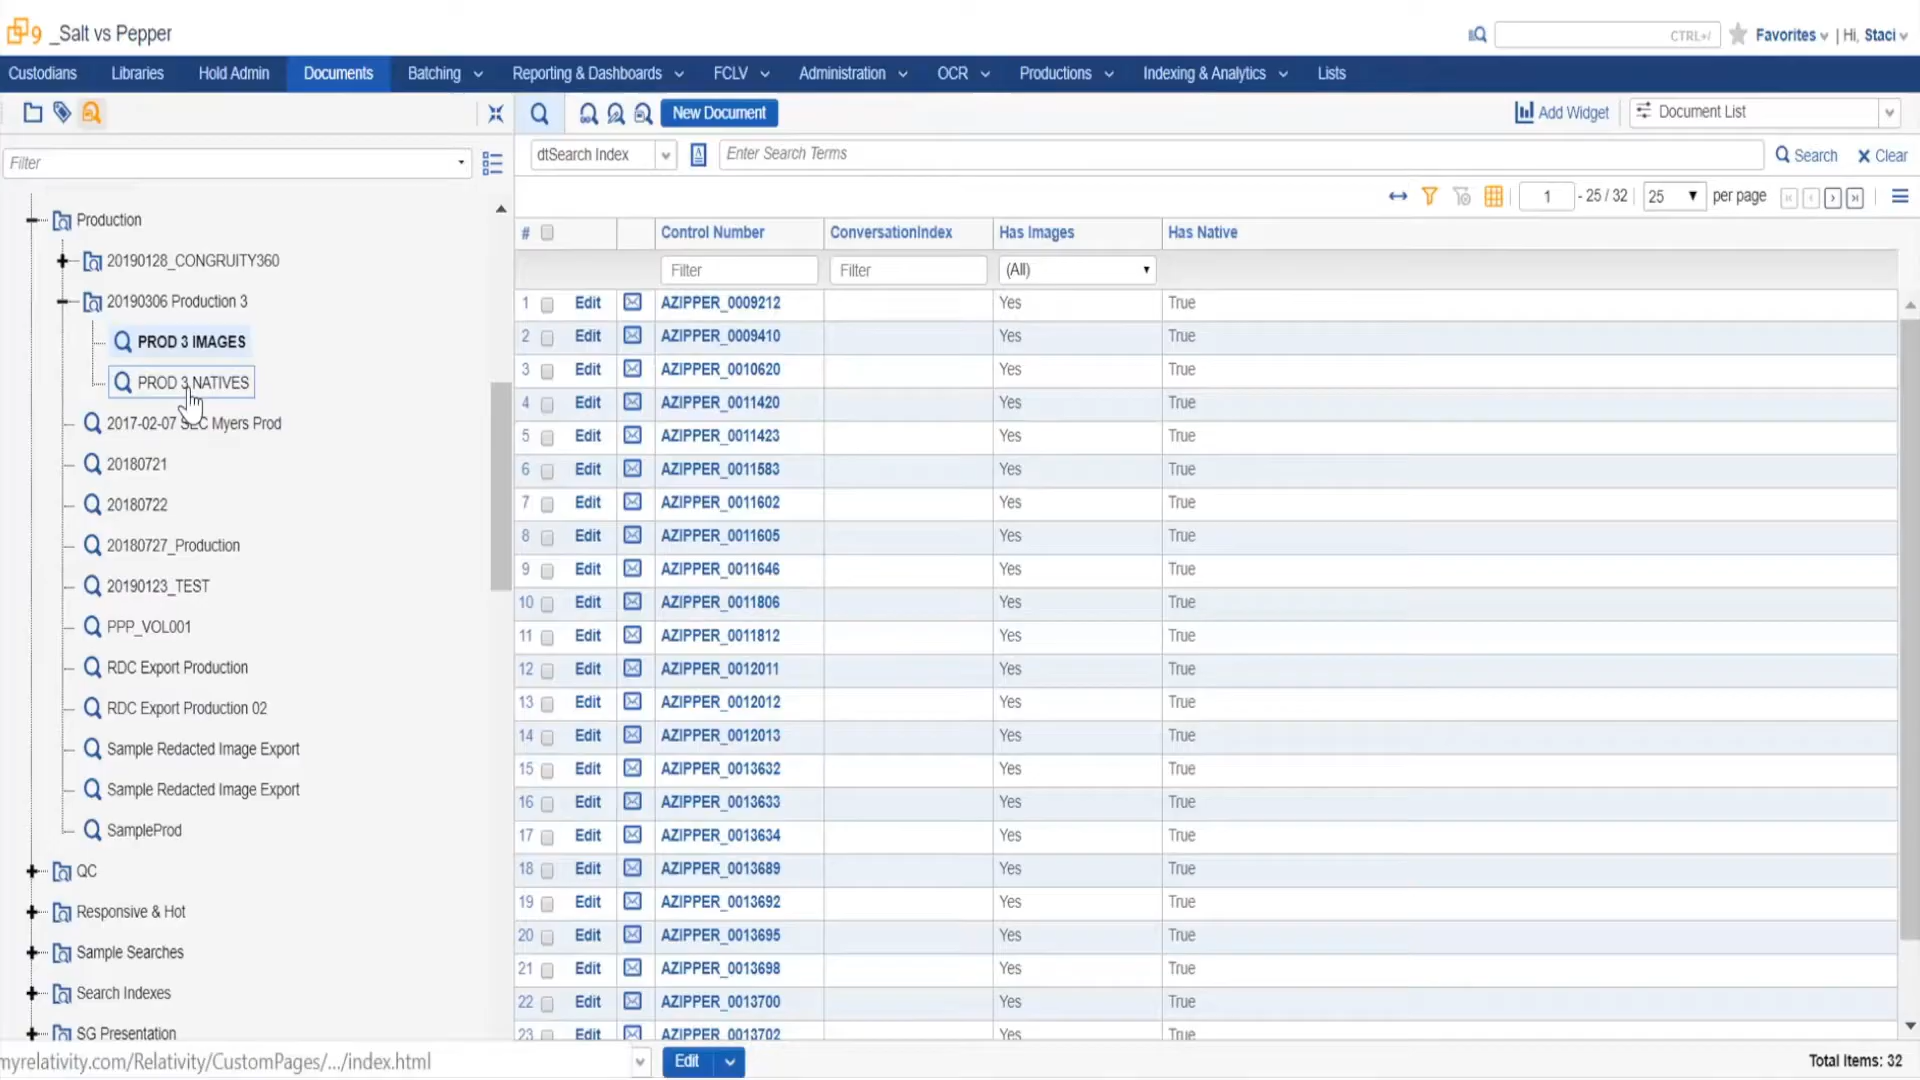 9 _Salt vs Pepper
CTRL+/ Favorites | Hi, Staci
Custodians Libraries Hold Admin Documents Batching Reporting & Dashboards FCLV Administration OCR Productions Indexing & Analytics Lists
New Document Add Widget Document List
Filter dtSearch Index Enter Search Terms Search Clear
1 - 25 / 32 25 per page
Production
20190128_CONGRUITY360
20190306 Production 3
PROD 3 IMAGES
PROD 3 NATIVES
2017-02-07 SEC Myers Prod
20180721
20180722
20180727_Production
20190123_TEST
PPP_VOL001
RDC Export Production
RDC Export Production 02
Sample Redacted Image Export
Sample Redacted Image Export
SampleProd
QC
Responsive & Hot
Sample Searches
Search Indexes
SG Presentation
myrelativity.com/Relativity/CustomPages/.../index.html
# Control Number ConversationIndex Has Images Has Native
Filter Filter (All)
1 Edit AZIPPER_0009212 Yes True
2 Edit AZIPPER_0009410 Yes True
3 Edit AZIPPER_0010620 Yes True
4 Edit AZIPPER_0011420 Yes True
5 Edit AZIPPER_0011423 Yes True
6 Edit AZIPPER_0011583 Yes True
7 Edit AZIPPER_0011602 Yes True
8 Edit AZIPPER_0011605 Yes True
9 Edit AZIPPER_0011646 Yes True
10 Edit AZIPPER_0011806 Yes True
11 Edit AZIPPER_0011812 Yes True
12 Edit AZIPPER_0012011 Yes True
13 Edit AZIPPER_0012012 Yes True
14 Edit AZIPPER_0012013 Yes True
15 Edit AZIPPER_0013632 Yes True
16 Edit AZIPPER_0013633 Yes True
17 Edit AZIPPER_0013634 Yes True
18 Edit AZIPPER_0013689 Yes True
19 Edit AZIPPER_0013692 Yes True
20 Edit AZIPPER_0013695 Yes True
21 Edit AZIPPER_0013698 Yes True
22 Edit AZIPPER_0013700 Yes True
23 Edit AZIPPER_0013702 Yes True
Edit Total Items: 32